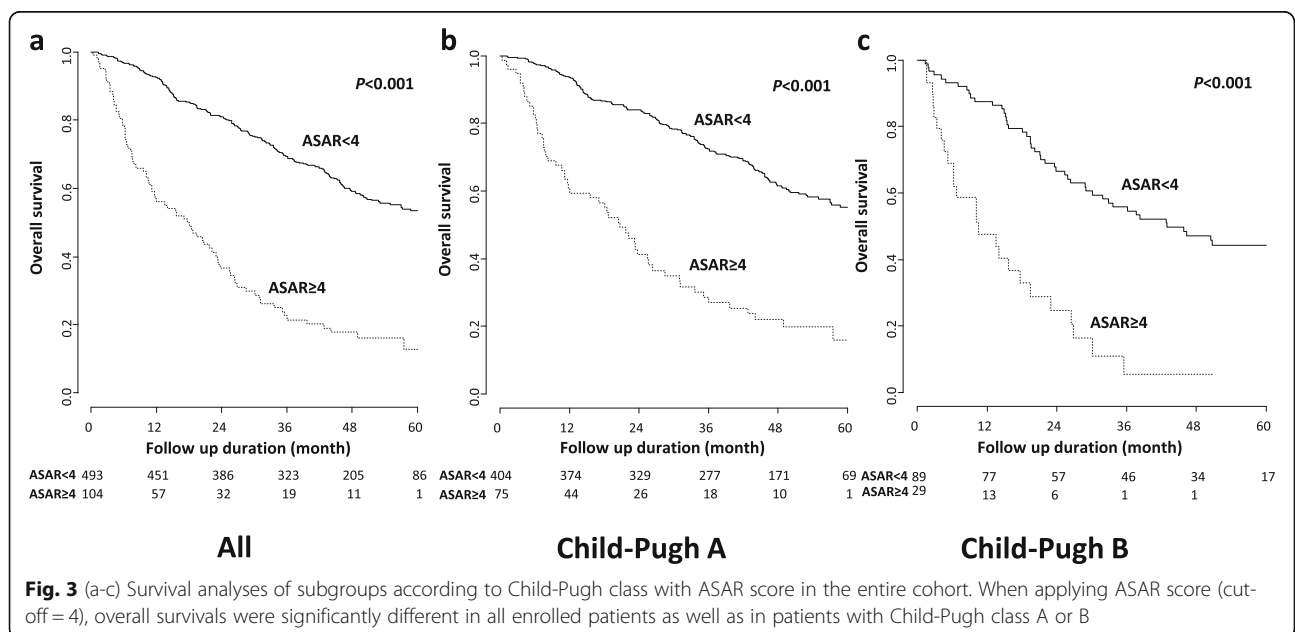 a
1.0
0.8
0.6
0.4
0.2
0.0
Overall survival
P<0.001
ASAR<4
ASAR≥4
0 12 24 36 48 60
Follow up duration (month)
ASAR<4 493 451 386 323 205 86
ASAR≥4 104 57 32 19 11 1
All
b
1.0
0.8
0.6
0.4
0.2
0.0
Overall survival
P<0.001
ASAR<4
ASAR≥4
0 12 24 36 48 60
Follow up duration (month)
ASAR<4 404 374 329 277 171 69
ASAR≥4 75 44 26 18 10 1
Child-Pugh A
c
1.0
0.8
0.6
0.4
0.2
0.0
Overall survival
P<0.001
ASAR<4
ASAR≥4
0 12 24 36 48 60
Follow up duration (month)
ASAR<4 89 77 57 46 34 17
ASAR≥4 29 13 6 1 1
Child-Pugh B
Fig. 3 (a-c) Survival analyses of subgroups according to Child-Pugh class with ASAR score in the entire cohort. When applying ASAR score (cut-
off = 4), overall survivals were significantly different in all enrolled patients as well as in patients with Child-Pugh class A or B